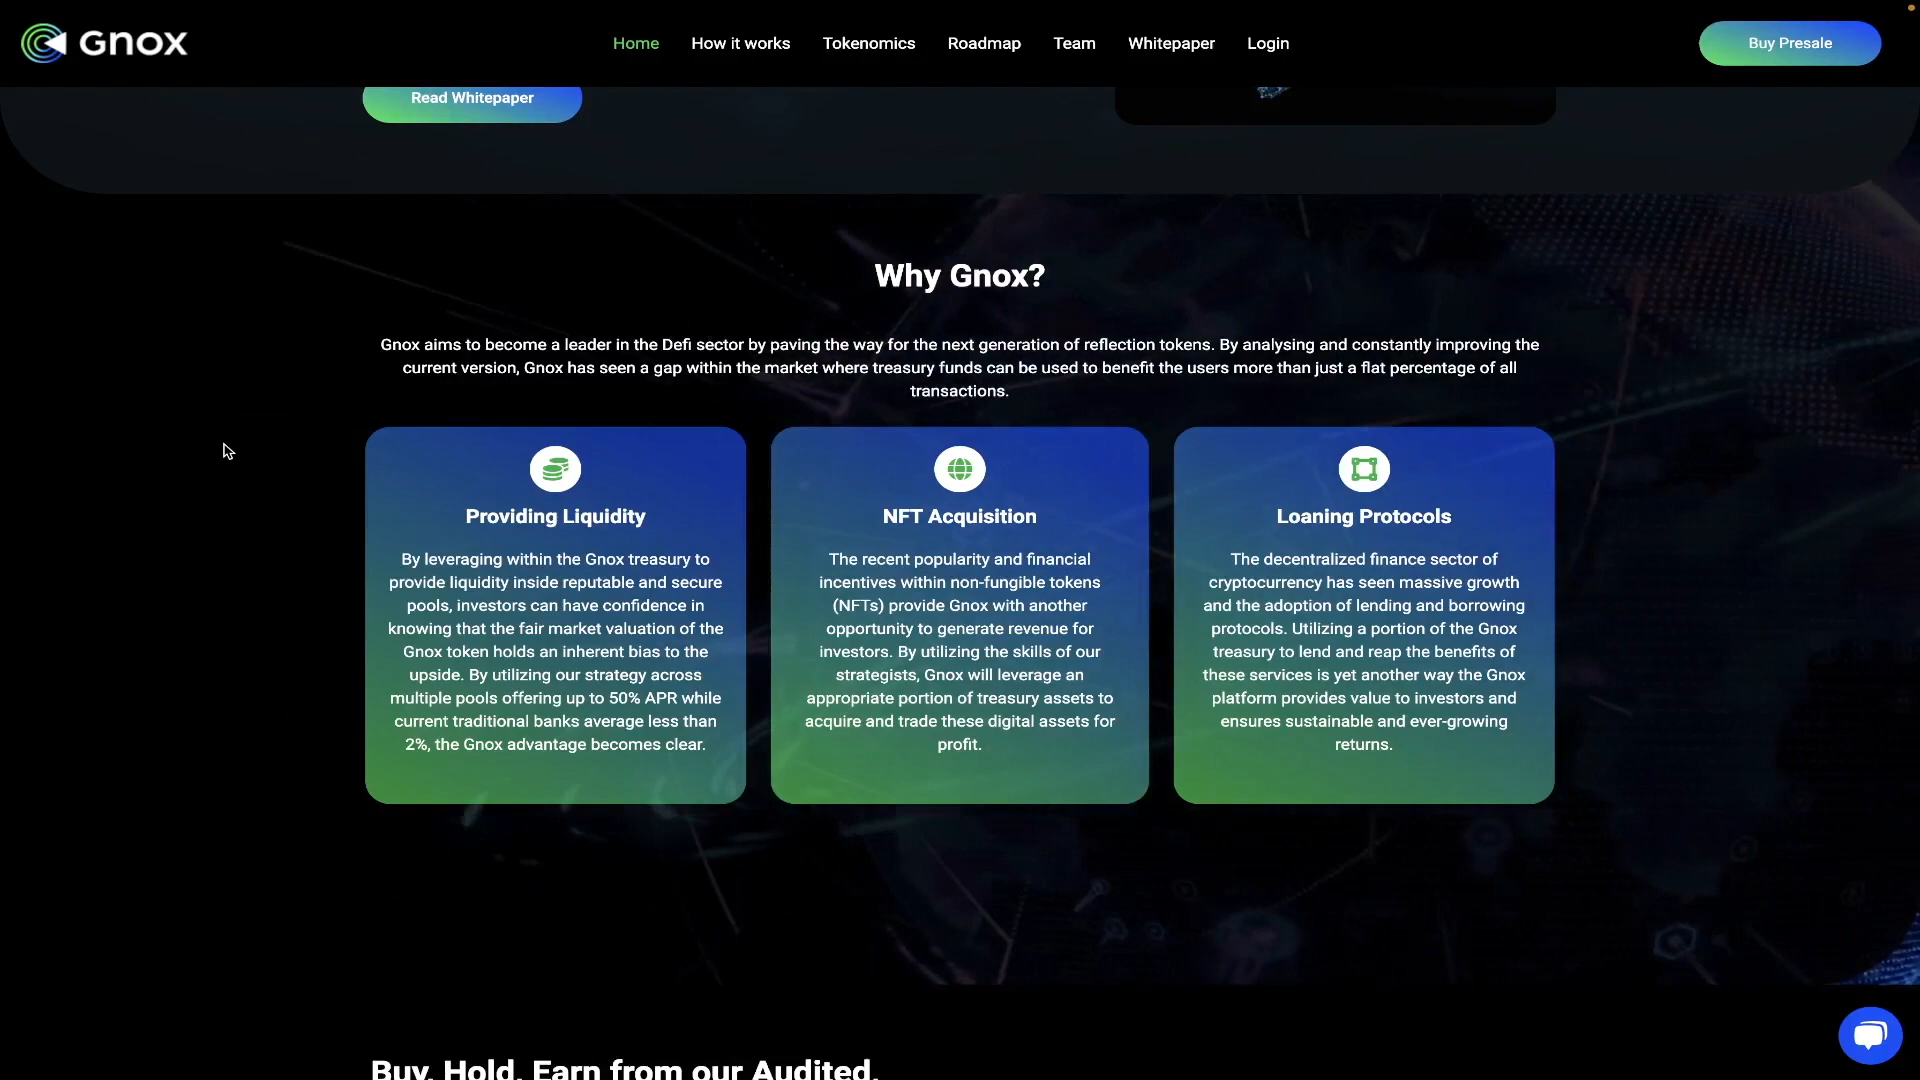 Gnox
Home How it works Tokenomics Roadmap Team Whitepaper Login
Buy Presale
Read Whitepaper
Why Gnox?
Gnox aims to become a leader in the Defi sector by paving the way for the next generation of reflection tokens. By analysing and constantly improving the
current version, Gnox has seen a gap within the market where treasury funds can be used to benefit the users more than just a flat percentage of all
transactions.
Providing Liquidity
By leveraging within the Gnox treasury to
provide liquidity inside reputable and secure
pools, investors can have confidence in
knowing that the fair market valuation of the
Gnox token holds an inherent bias to the
upside. By utilizing our strategy across
multiple pools offering up to 50% APR while
current traditional banks average less than
2%, the Gnox advantage becomes clear.
NFT Acquisition
The recent popularity and financial
incentives within non-fungible tokens
(NFTs) provide Gnox with another
opportunity to generate revenue for
investors. By utilizing the skills of our
strategists, Gnox will leverage an
appropriate portion of treasury assets to
acquire and trade these digital assets for
profit.
Loaning Protocols
The decentralized finance sector of
cryptocurrency has seen massive growth
and the adoption of lending and borrowing
protocols. Utilizing a portion of the Gnox
treasury to lend and reap the benefits of
these services is yet another way the Gnox
platform provides value to investors and
ensures sustainable and ever-growing
returns.
Buy, Hold, Earn from our Audited,